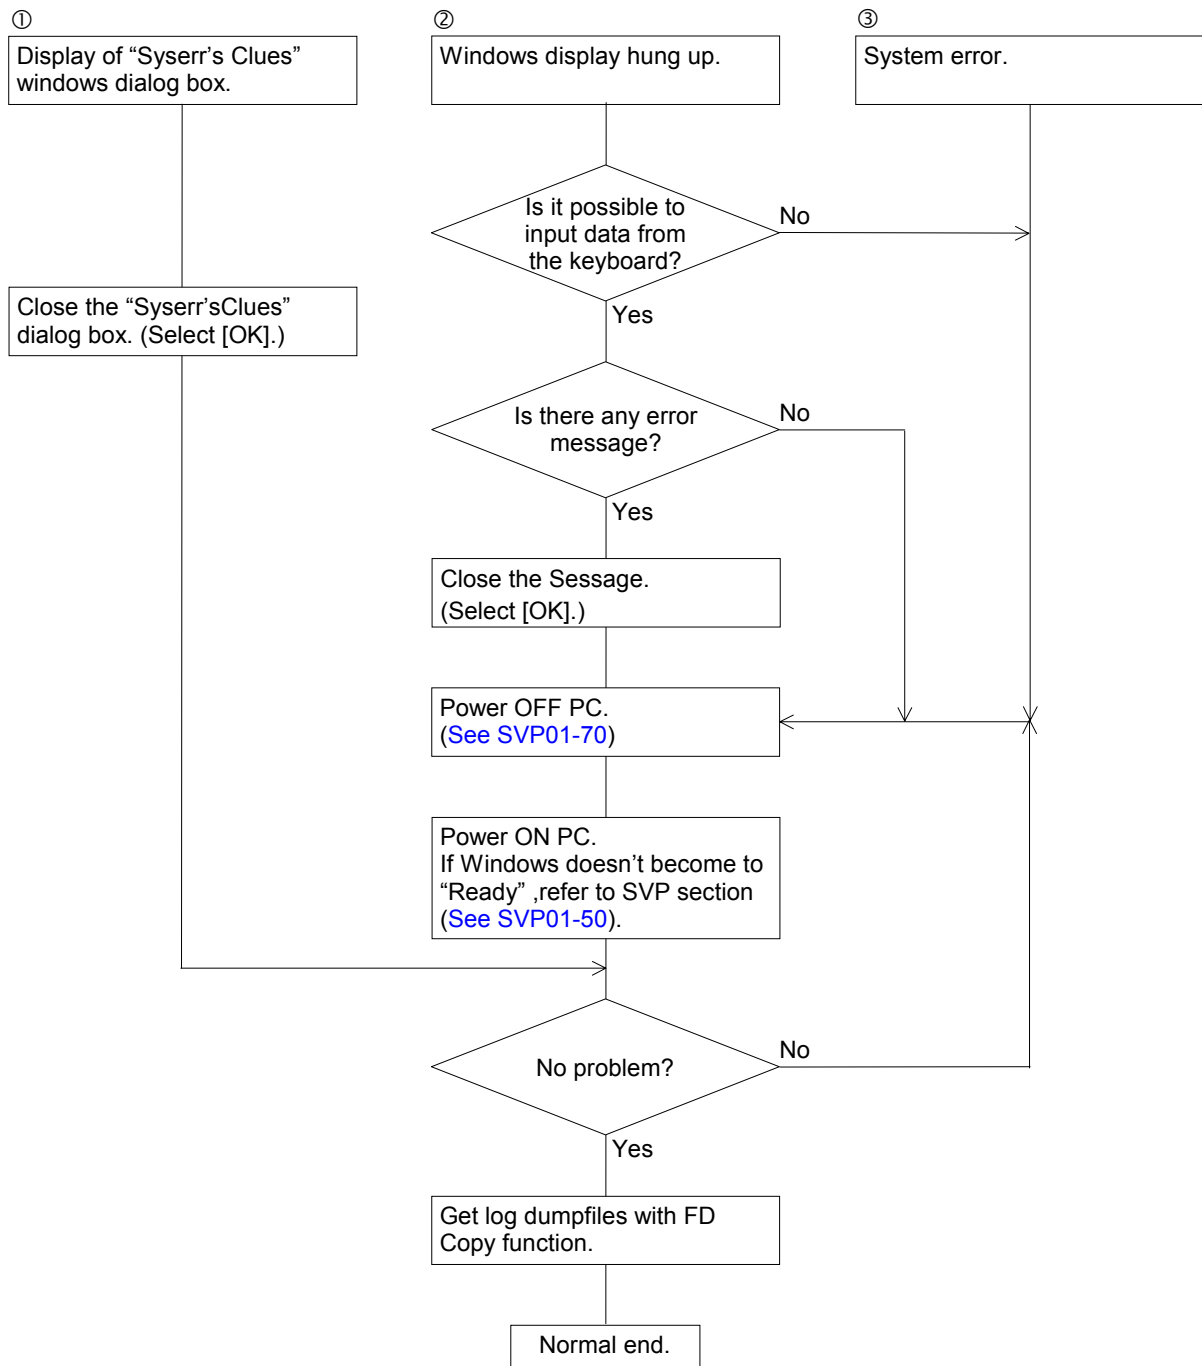 ①
Display of “Syserr’s Clues”
windows dialog box.
②
Windows display hung up.
③
System error.
Is it possible to
input data from
the keyboard?
No
Yes
Close the “Syserr’sClues”
dialog box. (Select [OK].)
Is there any error
message?
No
Yes
Close the Sessage.
(Select [OK].)
Power OFF PC.
(See SVP01-70)
Power ON PC.
If Windows doesn’t become to
“Ready” ,refer to SVP section
(See SVP01-50).
No problem?
No
Yes
Get log dumpfiles with FD
Copy function.
Normal end.